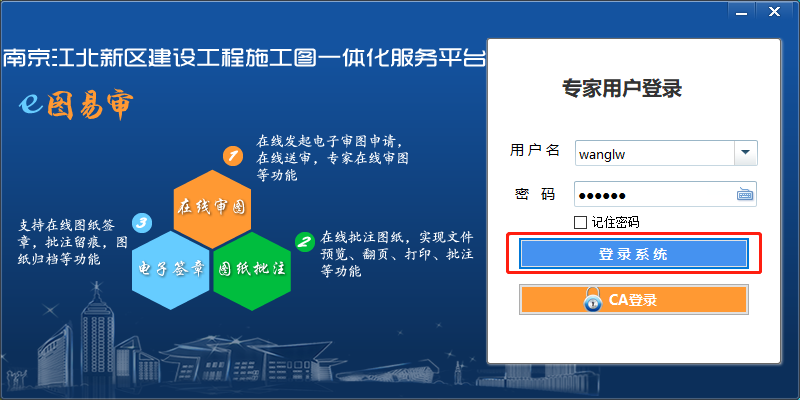 南京江北新区建设工程施工图一体化服务平台
e图易审
1
在线发起电子审图申请，
在线送审，专家在线审图
等功能
在线审图
3
支持在线图纸签
章，批注留痕，图
纸归档等功能
2
在线批注图纸，实现文件
预览、翻页、打印、批注
等功能
电子签章
图纸批注
专家用户登录
用户名
wanglw
密 码
●●●●●●
记住密码
登录系统
CA登录